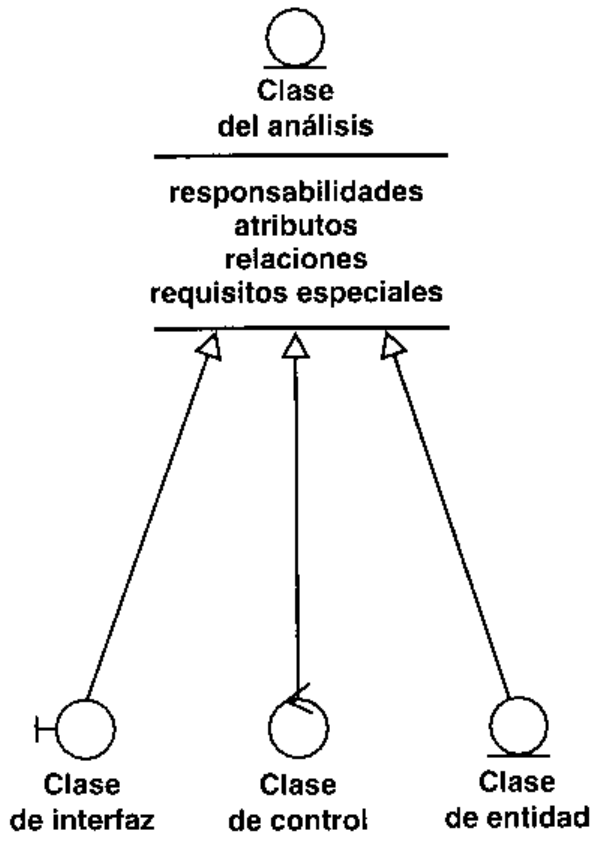 Clase
del análisis
responsabilidades
atributos
relaciones
requisitos especiales
Clase
de interfaz
Clase
de control
Clase
de entidad